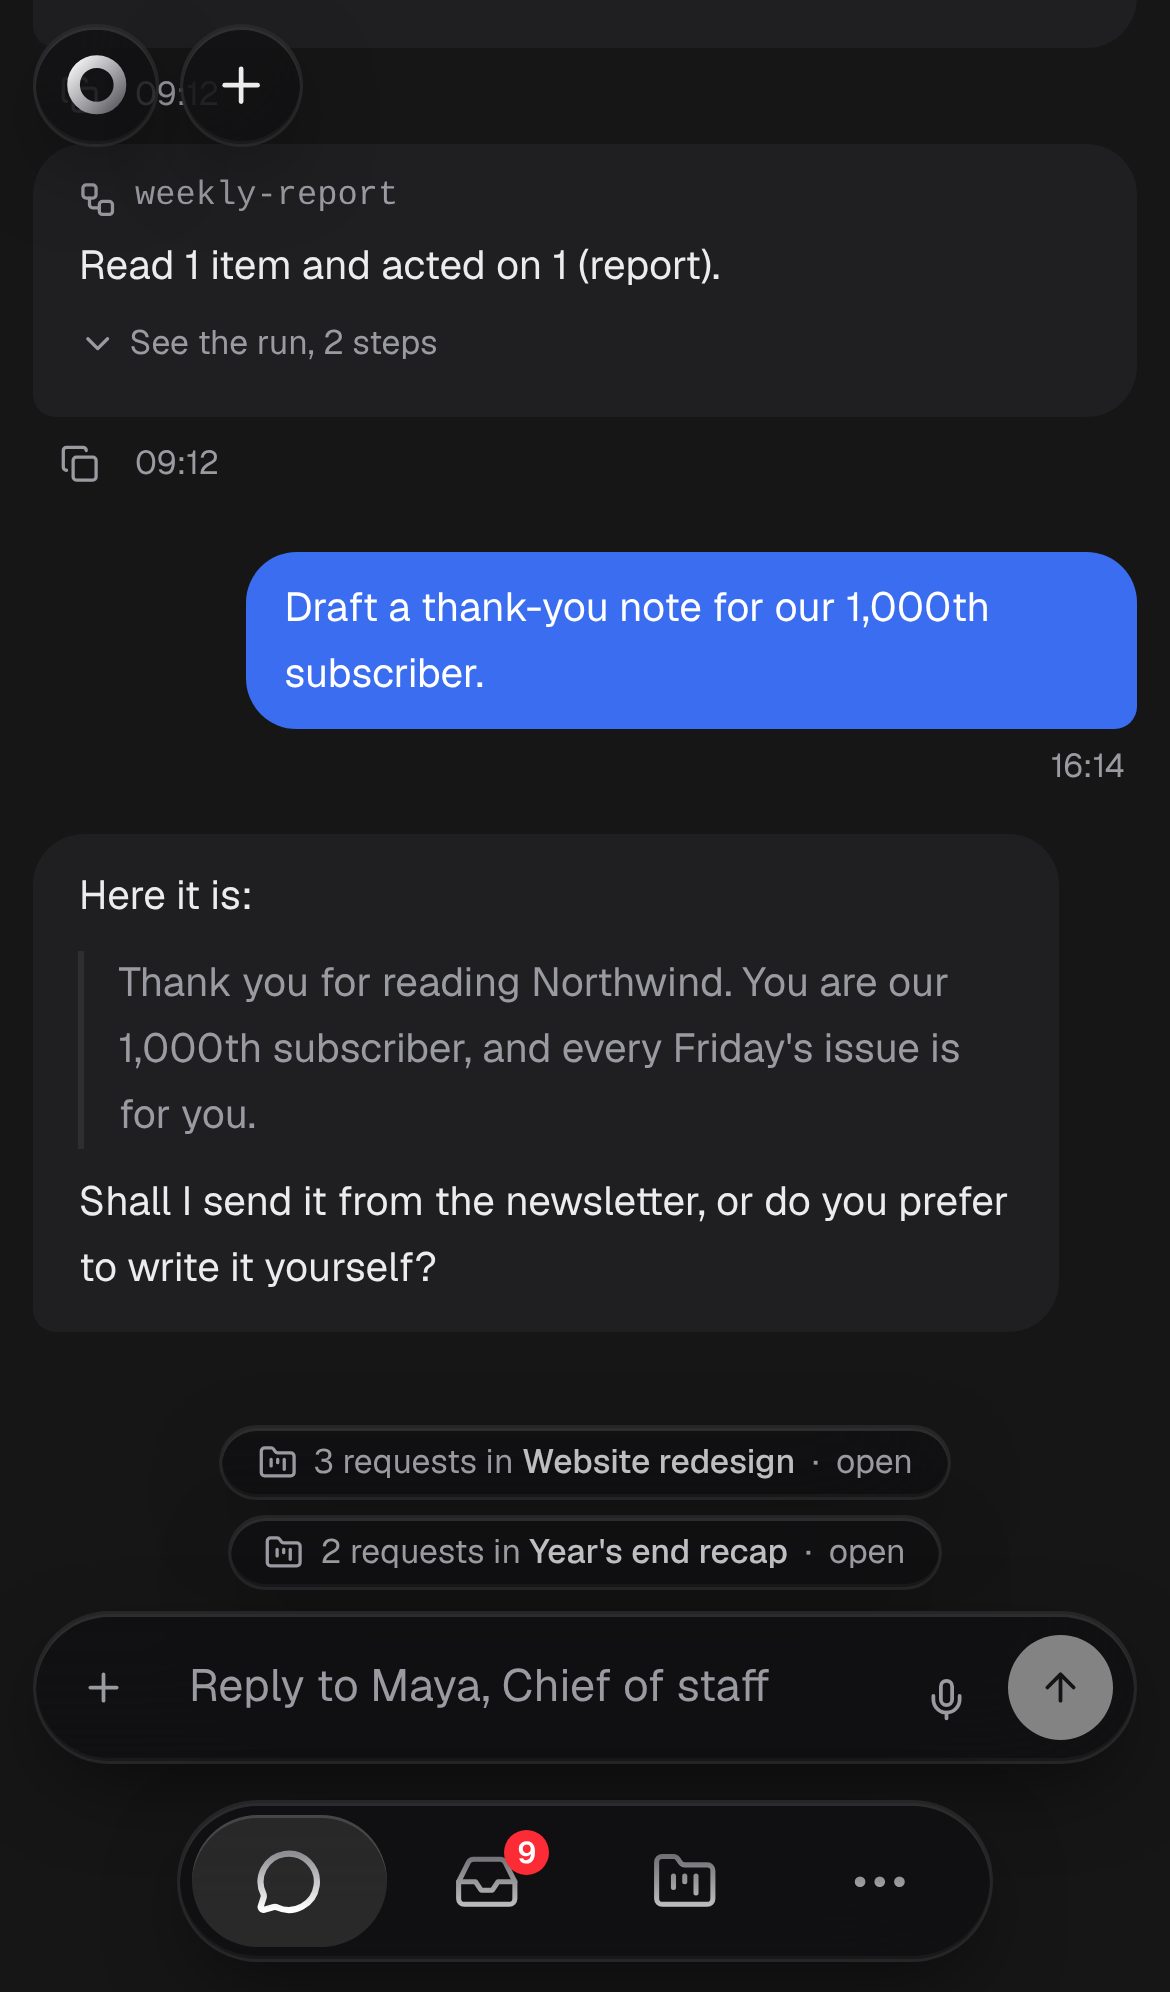 09:12
weekly-report
Read 1 item and acted on 1 (report).
See the run, 2 steps
09:12
Draft a thank-you note for our 1,000th
subscriber.
16:14
Here it is:
Thank you for reading Northwind. You are our
1,000th subscriber, and every Friday's issue is
for you.
Shall I send it from the newsletter, or do you prefer
to write it yourself?
3 requests in Website redesign · open
2 requests in Year's end recap · open
Reply to Maya, Chief of staff
9